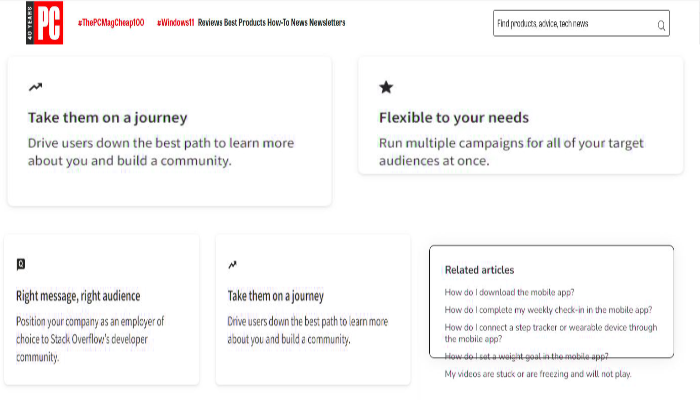 40 YEARS
PC
#ThePCMagCheap100 #Windows11 Reviews Best Products How-To News Newsletters
Find products, advice, tech news
Take them on a journey
Drive users down the best path to learn more
about you and build a community.
Flexible to your needs
Run multiple campaigns for all of your target
audiences at once.
Right message, right audience
Position your company as an employer of
choice to Stack Overflow's developer
community.
Take them on a journey
Drive users down the best path to learn more
about you and build a community.
Related articles
How do I download the mobile app?
How do I complete my weekly check-in in the mobile app?
How do I connect a step tracker or wearable device through
the mobile app?
How do I set a weight goal in the mobile app?
My videos are stuck or are freezing and will not play.